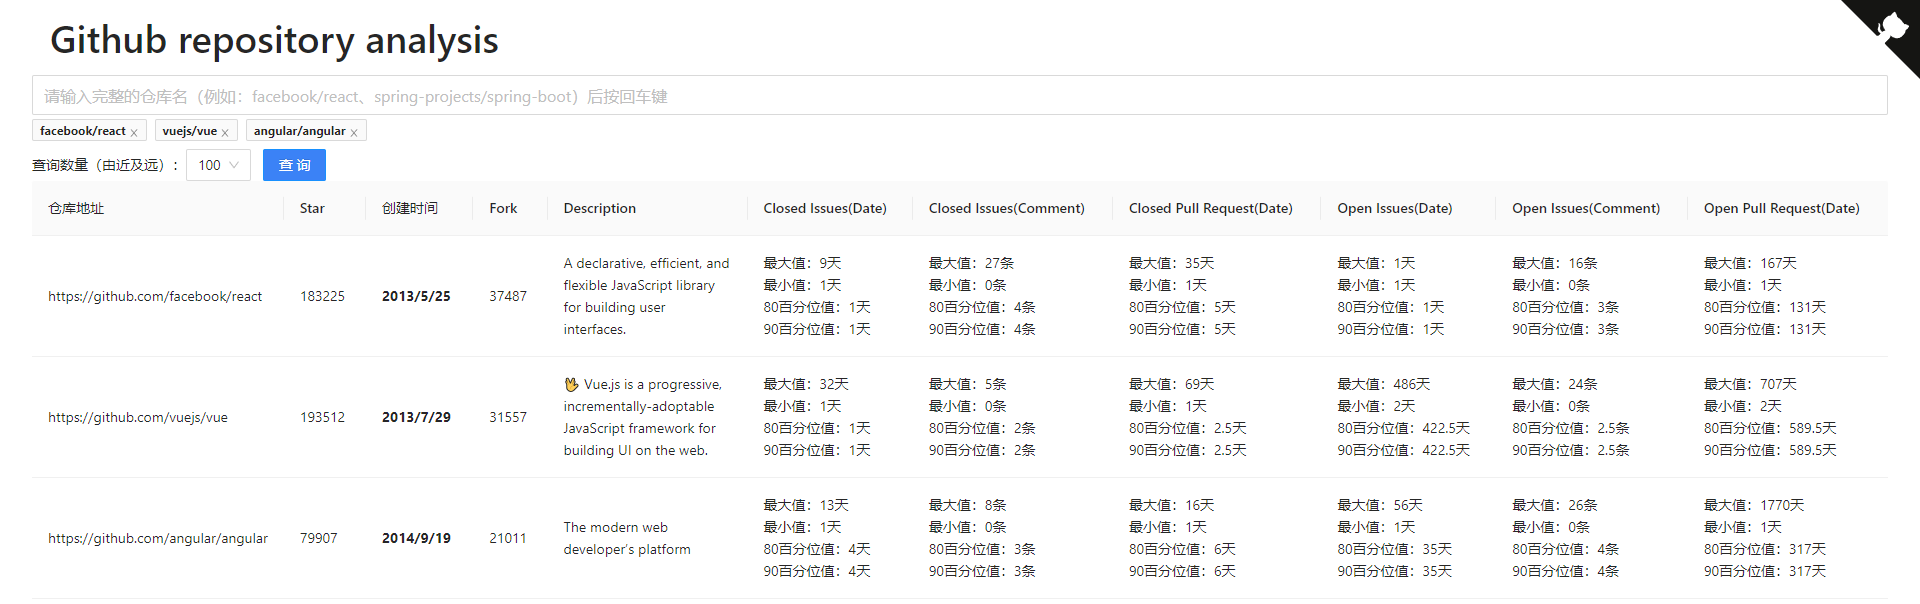 Github repository analysis
请输入完整的仓库名（例如：facebook/react、spring-projects/spring-boot）后按回车键
facebook/react x vuejs/vue x angular/angular x
查询数量（由近及远）： 100 查 询
仓库地址 Star 创建时间 Fork Description Closed Issues(Date) Closed Issues(Comment) Closed Pull Request(Date) Open Issues(Date) Open Issues(Comment) Open Pull Request(Date)
https://github.com/facebook/react 183225 2013/5/25 37487
A declarative, efficient, and
flexible JavaScript library
for building user
interfaces.
最大值：9天
最小值：1天
80百分位值：1天
90百分位值：1天
最大值：27条
最小值：0条
80百分位值：4条
90百分位值：4条
最大值：35天
最小值：1天
80百分位值：5天
90百分位值：5天
最大值：1天
最小值：1天
80百分位值：1天
90百分位值：1天
最大值：16条
最小值：0条
80百分位值：3条
90百分位值：3条
最大值：167天
最小值：1天
80百分位值：131天
90百分位值：131天
https://github.com/vuejs/vue 193512 2013/7/29 31557
🖖 Vue.js is a progressive,
incrementally-adoptable
JavaScript framework for
building UI on the web.
最大值：32天
最小值：1天
80百分位值：1天
90百分位值：1天
最大值：5条
最小值：0条
80百分位值：2条
90百分位值：2条
最大值：69天
最小值：1天
80百分位值：2.5天
90百分位值：2.5天
最大值：486天
最小值：2天
80百分位值：422.5天
90百分位值：422.5天
最大值：24条
最小值：0条
80百分位值：2.5条
90百分位值：2.5条
最大值：707天
最小值：2天
80百分位值：589.5天
90百分位值：589.5天
https://github.com/angular/angular 79907 2014/9/19 21011
The modern web
developer's platform
最大值：13天
最小值：1天
80百分位值：4天
90百分位值：4天
最大值：8条
最小值：0条
80百分位值：3条
90百分位值：3条
最大值：16天
最小值：1天
80百分位值：6天
90百分位值：6天
最大值：56天
最小值：1天
80百分位值：35天
90百分位值：35天
最大值：26条
最小值：0条
80百分位值：4条
90百分位值：4条
最大值：1770天
最小值：1天
80百分位值：317天
90百分位值：317天